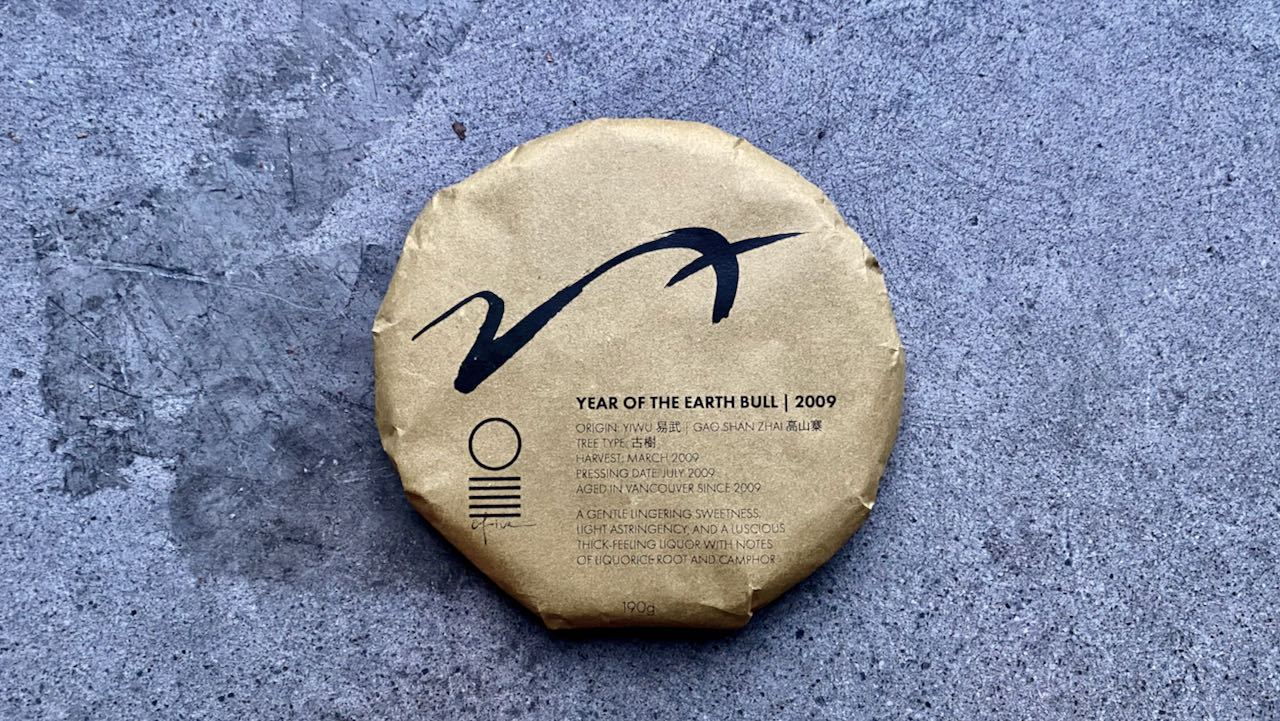 YEAR OF THE EARTH BULL | 2009
ORIGIN: YIWU 易武 | GAO SHAN ZHAI 高山寨
TREE TYPE: 古樹
HARVEST: MARCH 2009
PRESSING DATE: JULY 2009
AGED IN VANCOUVER SINCE 2009
A GENTLE LINGERING SWEETNESS,
LIGHT ASTRINGENCY, AND A LUSCIOUS
THICK-FEELING LIQUOR WITH NOTES
OF LIQUORICE ROOT AND CAMPHOR
190g